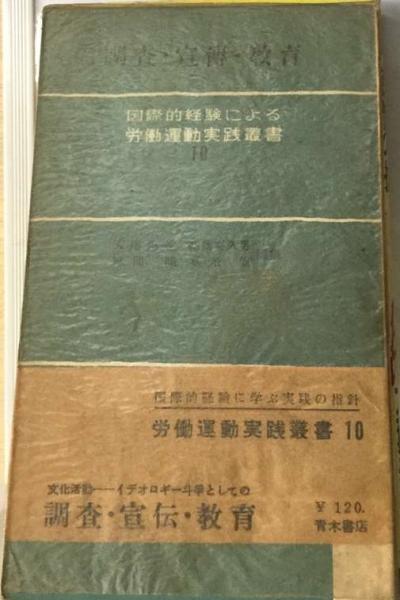 調査・宣傳・教育
国際的経験による
労働運動実践叢書
10
国際的経験に学ぶ実践の指針
労働運動実践叢書 10
文化活動——イデオロギー斗爭としての
調査・宣伝・教育
￥120.
青木書店